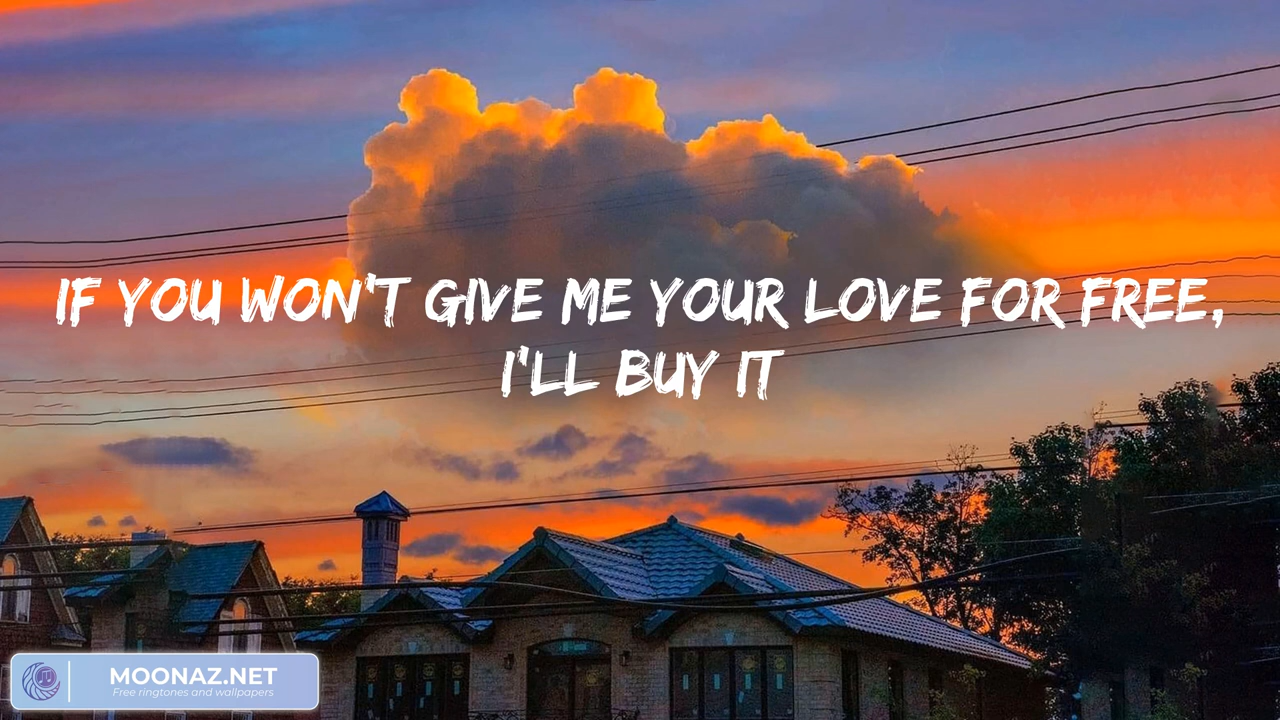 IF YOU WON'T GIVE ME YOUR LOVE FOR FREE,
I'LL BUY IT
MOONAZ.NET
Free ringtones and wallpapers